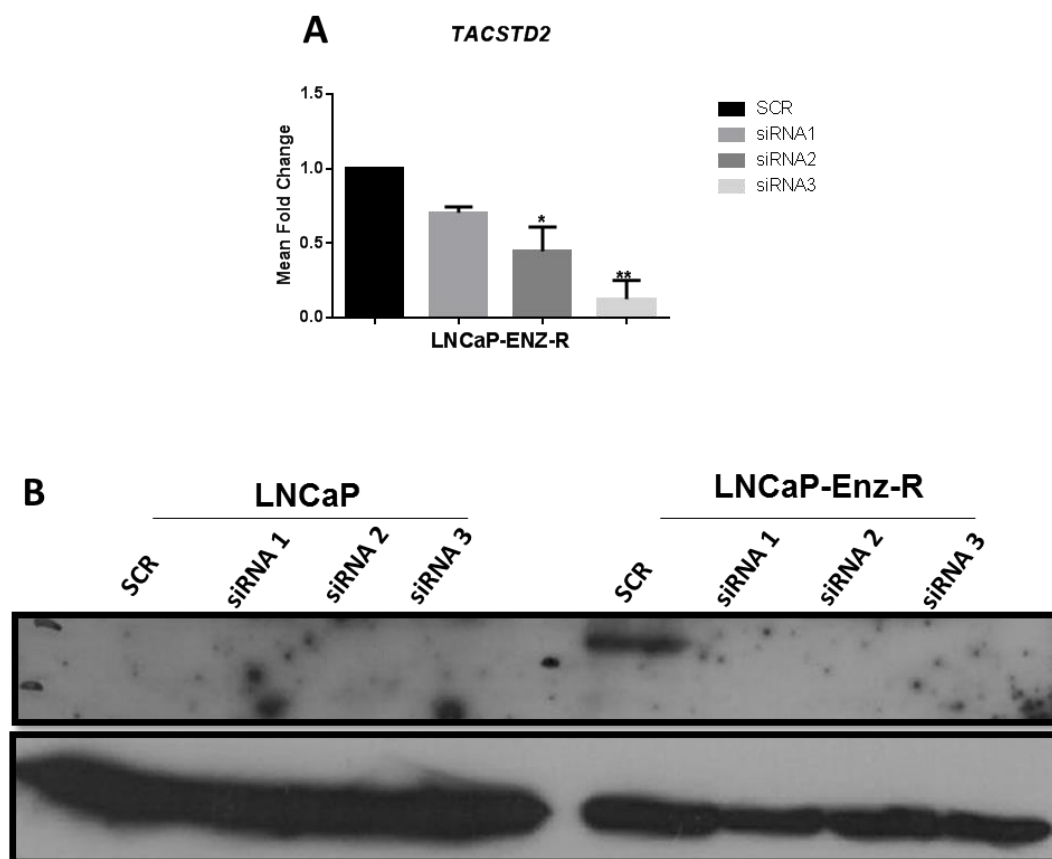 A
TACSTD2
Mean Fold Change
1.5
1.0
0.5
0.0
*
**
LNCaP-ENZ-R
SCR
siRNA1
siRNA2
siRNA3
B
LNCaP
LNCaP-Enz-R
SCR
siRNA 1
siRNA 2
siRNA 3
SCR
siRNA 1
siRNA 2
siRNA 3